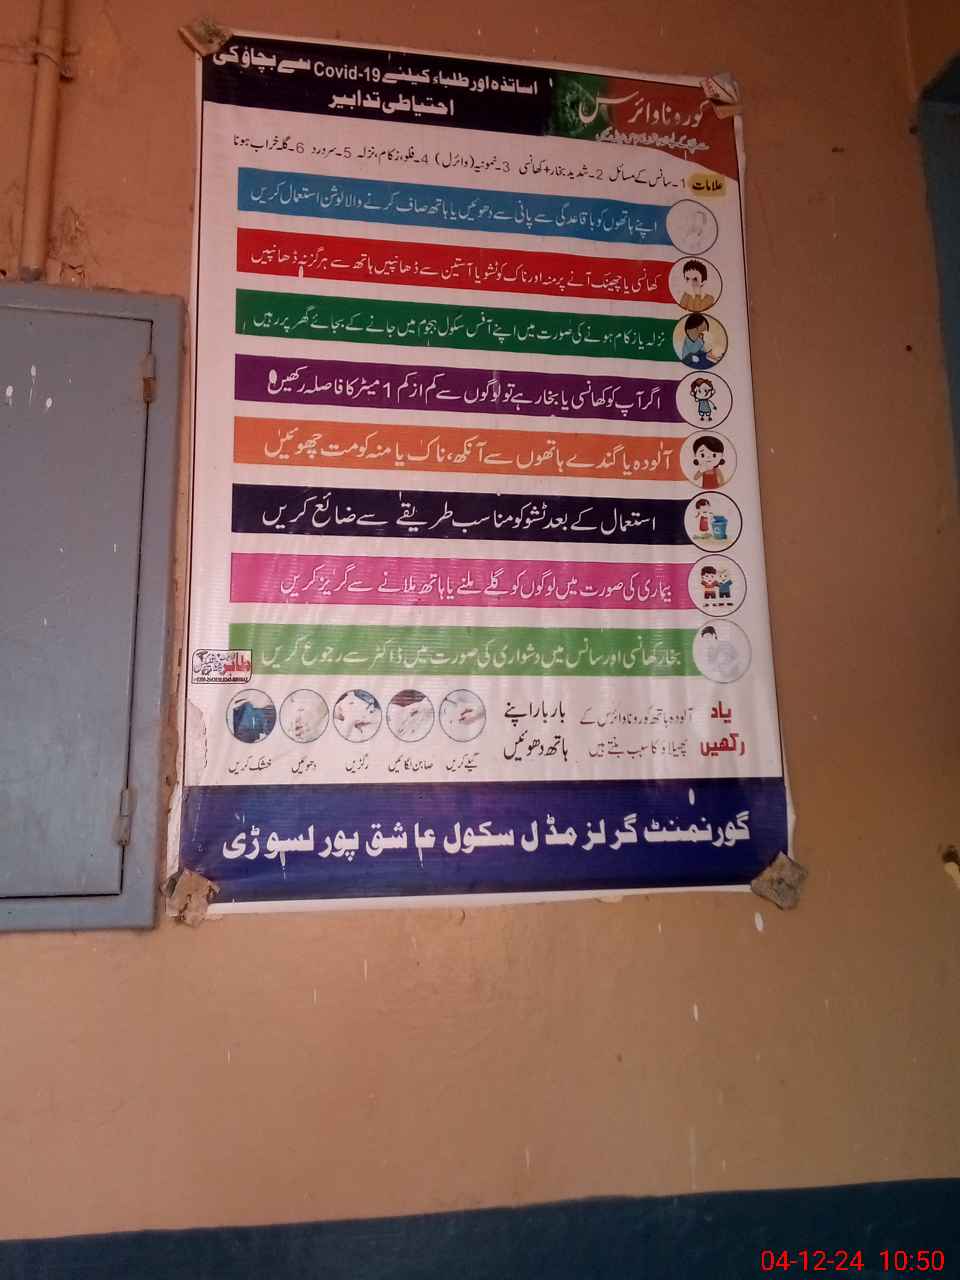 کورونا وائرس
اساتذہ اور طلباء کیلئے Covid-19 سے بچاؤ کی
احتیاطی تدابیر
علامات 1۔سانس کے مسائل 2۔شدید بخار+کھانسی 3۔نمونیہ(وائرل) 4۔فلو،زکام،نزلہ 5۔سردرد 6۔گلہ خراب ہونا
اپنے ہاتھوں کو باقاعدگی سے پانی سے دھوئیں یا ہاتھ صاف کرنے والا لوشن استعمال کریں
کھانسی یا چھینک آنے پر منہ اور ناک کو ٹشو یا آستین سے ڈھانپیں ہاتھ سے ہرگز نہ ڈھانپیں
نزلہ یا زکام ہونے کی صورت میں اپنے آفس سکول ہجوم میں جانے کے بجائے گھر پر رہیں
اگر آپ کو کھانسی یا بخار ہے تو لوگوں سے کم از کم 1 میٹر کا فاصلہ رکھیں
آلودہ یا گندے ہاتھوں سے آنکھ، ناک یا منہ کو مت چھوئیں
استعمال کے بعد ٹشو کو مناسب طریقے سے ضائع کریں
بیماری کی صورت میں لوگوں کو گلے ملنے یا ہاتھ ملانے سے گریز کریں
بخار کھانسی اور سانس میں دشواری کی صورت میں ڈاکٹر سے رجوع کریں
طاہر
یاد رکھیں
آلودہ ہاتھ کورونا وائرس کے
پھیلاؤ کا سبب بنتے ہیں
بار بار اپنے
ہاتھ دھوئیں
گیلے کریں صابن لگائیں رگڑیں دھوئیں خشک کریں
گورنمنٹ گرلز مڈل سکول عاشق پور لسوڑی
04-12-24 10:50